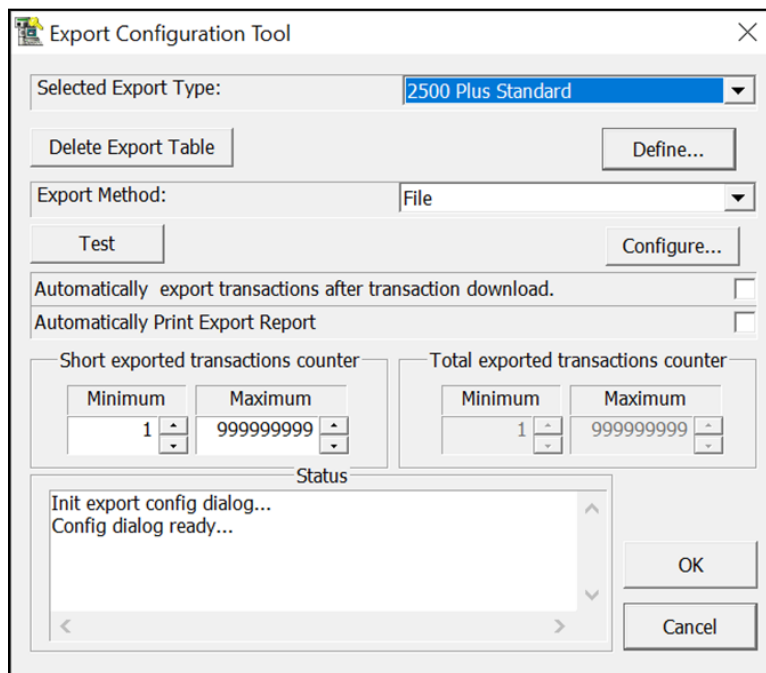 Export Configuration Tool
Selected Export Type:
2500 Plus Standard
Delete Export Table
Define...
Export Method:
File
Test
Configure...
Automatically  export transactions after transaction download.
Automatically Print Export Report
Short exported transactions counter
Total exported transactions counter
Minimum
Maximum
Minimum
Maximum
1
999999999
1
999999999
Status
Init export config dialog...
Config dialog ready...
OK
Cancel